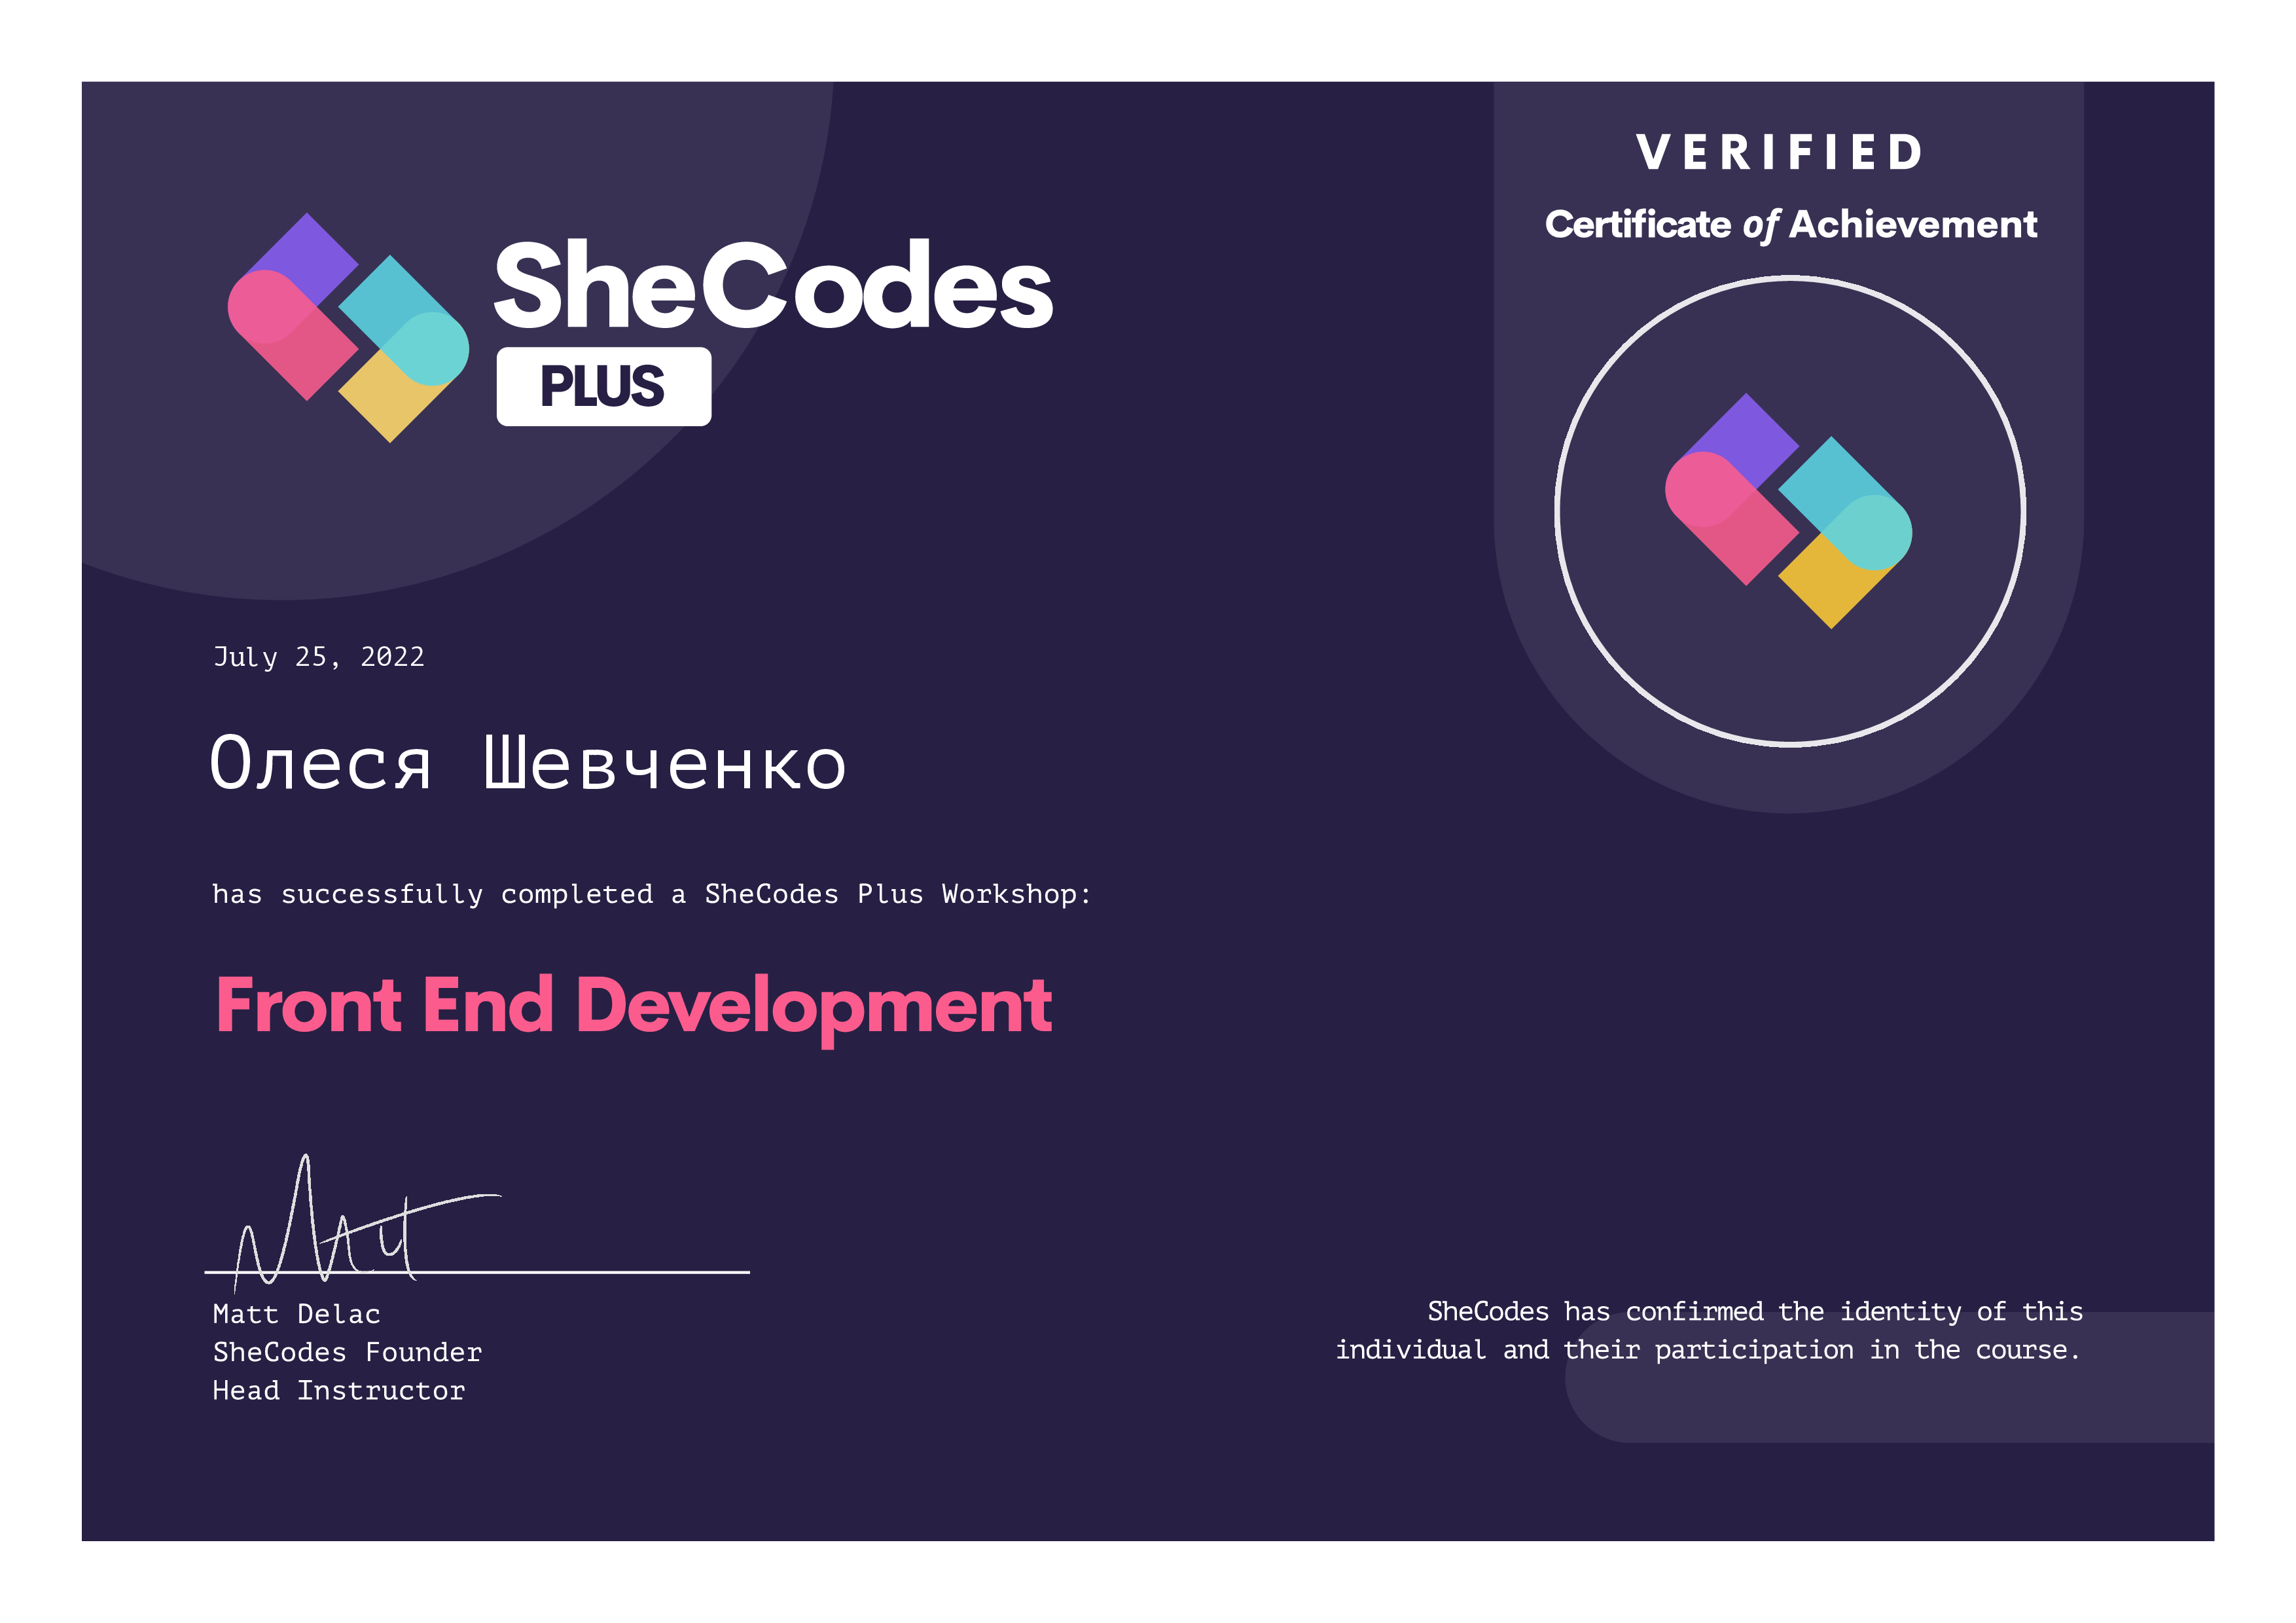 SheCodes
PLUS
VERIFIED
Certificate of Achievement
July 25, 2022
Олеся Шевченко
has successfully completed a SheCodes Plus Workshop:
Front End Development
Matt
Matt Delac
SheCodes Founder
Head Instructor
SheCodes has confirmed the identity of this
individual and their participation in the course.